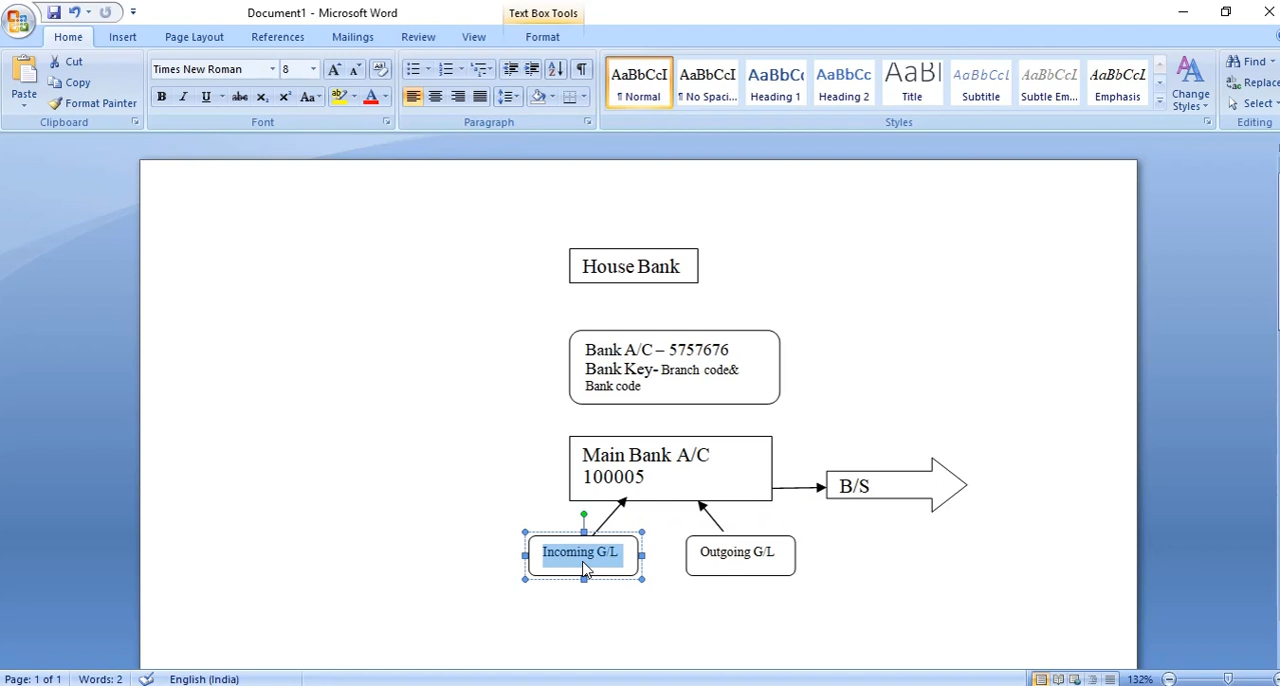 Document1 - Microsoft Word
Text Box Tools
Home
Insert
Page Layout
References
Mailings
Review
View
Format
Paste
Cut
Copy
Format Painter
Clipboard
Times New Roman
8
Font
Paragraph
AaBbCcI
¶ Normal
AaBbCcI
¶ No Spaci...
AaBbCc
Heading 1
AaBbCc
Heading 2
AaBl
Title
AaBbCcI
Subtitle
AaBbCcI
Subtle Em...
AaBbCcI
Emphasis
Change
Styles
Styles
Find
Replace
Select
Editing
House Bank
Bank A/C – 5757676
Bank Key- Branch code&
Bank code
Main Bank A/C
100005
B/S
Incoming G/L
Outgoing G/L
Page: 1 of 1
Words: 2
English (India)
132%